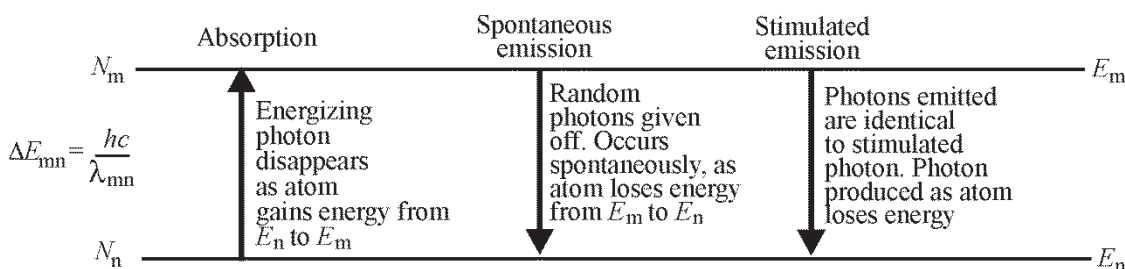 Absorption
Spontaneous
emission
Stimulated
emission
N_m
E_m
Energizing
photon
disappears
as atom
gains energy from
E_n to E_m
Random
photons given
off. Occurs
spontaneously, as
atom loses energy
from E_m to E_n
Photons emitted
are identical
to stimulated
photon. Photon
produced as atom
loses energy
ΔE_mn = hc/λ_mn
N_n
E_n